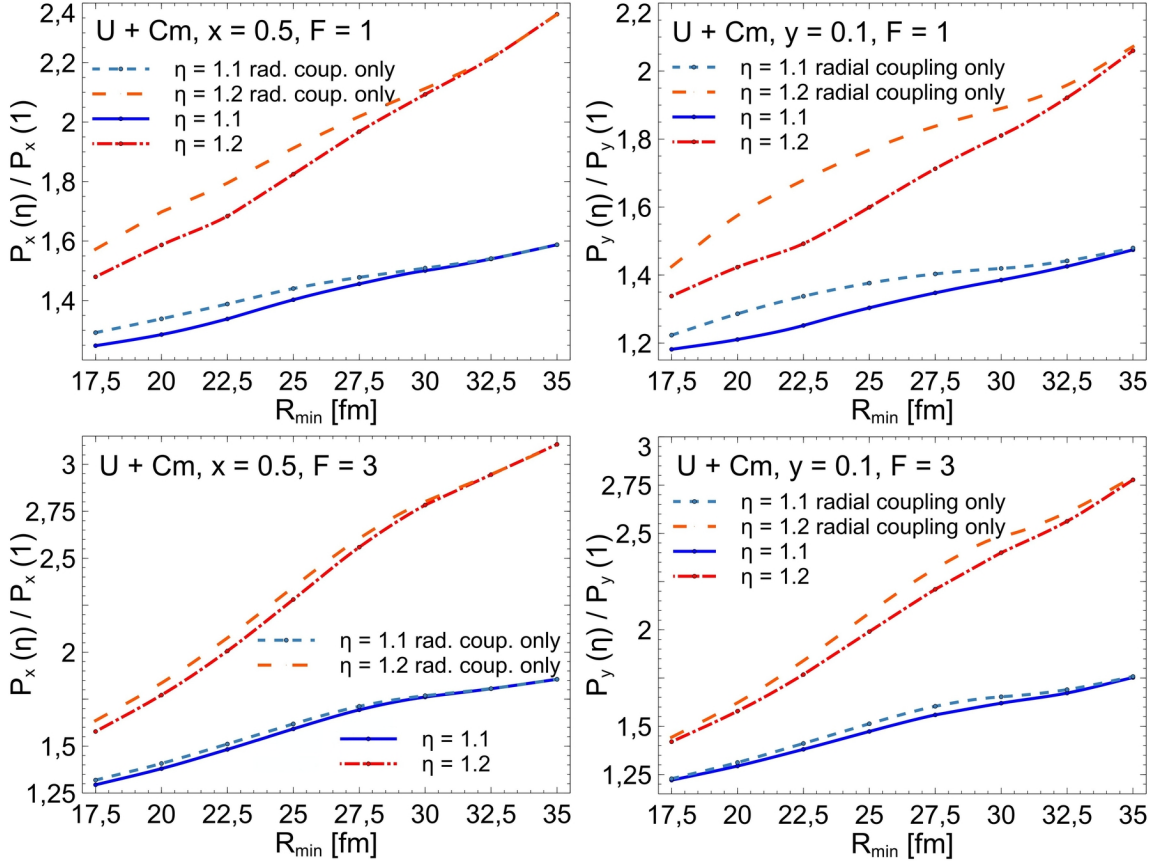 2,4
2,2
2
1,8
1,6
1,4
P_x (η) / P_x (1)
U + Cm, x = 0.5, F = 1
η = 1.1 rad. coup. only
η = 1.2 rad. coup. only
η = 1.1
η = 1.2
17,5 20 22,5 25 27,5 30 32,5 35
R_min [fm]
2,2
2
1,8
1,6
1,4
1,2
P_y (η) / P_y (1)
U + Cm, y = 0.1, F = 1
η = 1.1 radial coupling only
η = 1.2 radial coupling only
η = 1.1
η = 1.2
17,5 20 22,5 25 27,5 30 32,5 35
R_min [fm]
3
2,75
2,5
2
1,5
1,25
P_x (η) / P_x (1)
U + Cm, x = 0.5, F = 3
η = 1.1 rad. coup. only
η = 1.2 rad. coup. only
η = 1.1
η = 1.2
17,5 20 22,5 25 27,5 30 32,5 35
R_min [fm]
3
2,75
2,5
2
1,5
1,25
P_y (η) / P_y (1)
U + Cm, y = 0.1, F = 3
η = 1.1 radial coupling only
η = 1.2 radial coupling only
η = 1.1
η = 1.2
17,5 20 22,5 25 27,5 30 32,5 35
R_min [fm]